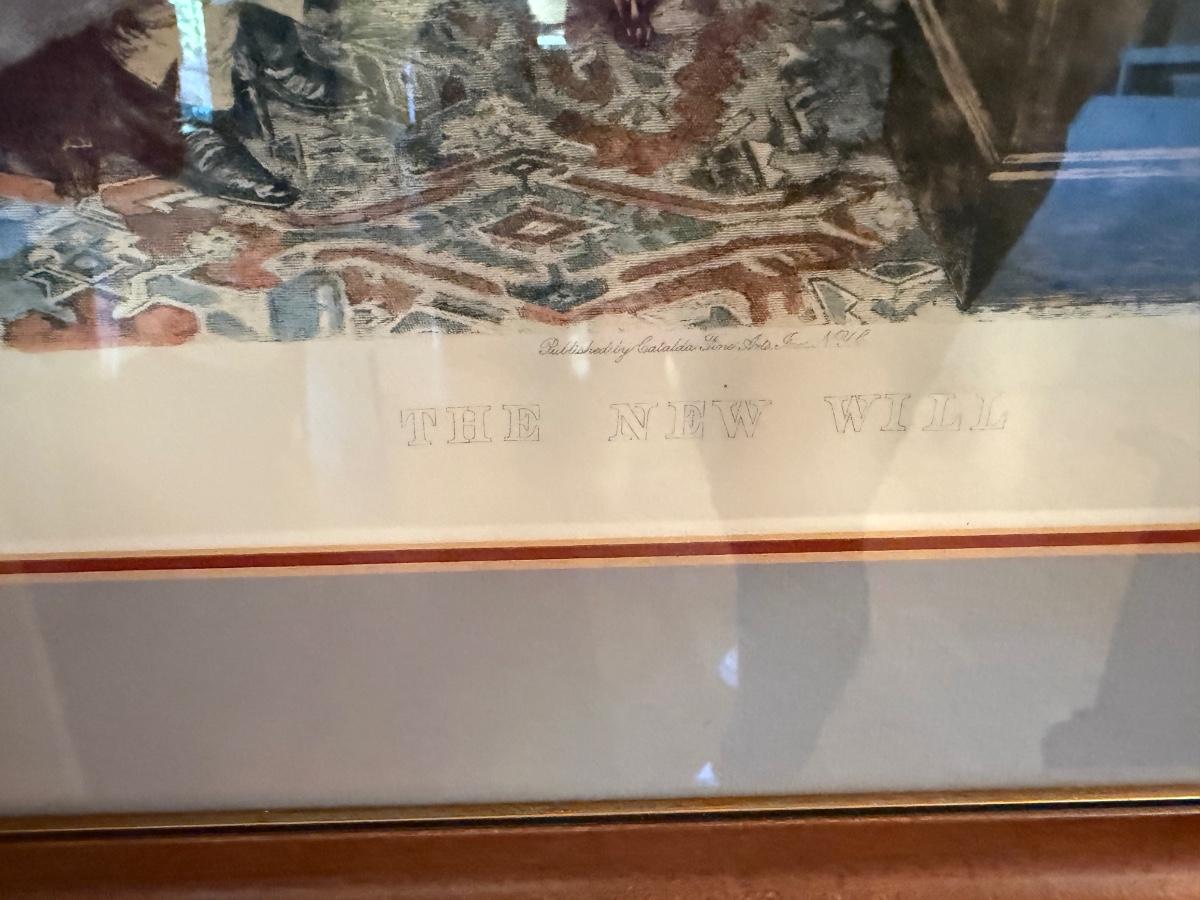 Published by Catalda Fine Arts, Inc. N.Y.C.
THE NEW WILL